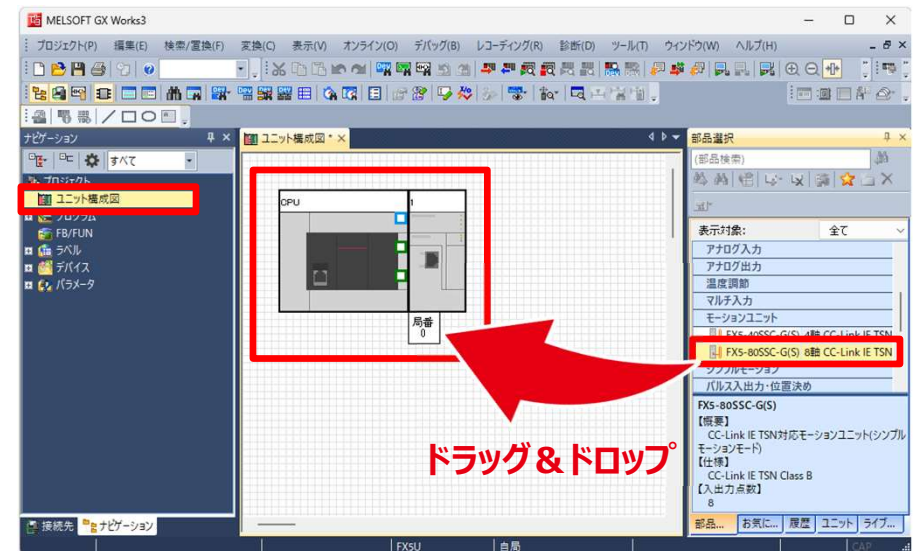 MELSOFT GX Works3
プロジェクト(P) 編集(E) 検索/置換(F) 変換(C) 表示(V) オンライン(O) デバッグ(B) レコーディング(R) 診断(D) ツール(T) ウィンドウ(W) ヘルプ(H)
ナビゲーション
すべて
プロジェクト
ユニット構成図
プログラム
FB/FUN
ラベル
デバイス
パラメータ
接続先 ナビゲーション
ユニット構成図 *
CPU
1
局番
0
ドラッグ＆ドロップ
部品選択
(部品検索)
表示対象: 全て
アナログ入力
アナログ出力
温度調節
マルチ入力
モーションユニット
FX5-40SSC-G(S) 4軸 CC-Link IE TSN
FX5-80SSC-G(S) 8軸 CC-Link IE TSN
シンプルモーション
パルス入出力・位置決め
FX5-80SSC-G(S)
【概要】
CC-Link IE TSN対応モーションユニット(シンプル
モーションモード)
【仕様】
CC-Link IE TSN Class B
【入出力点数】
8
部品... お気に... 履歴 ユニット ライブ...
FX5U 自局 CAP